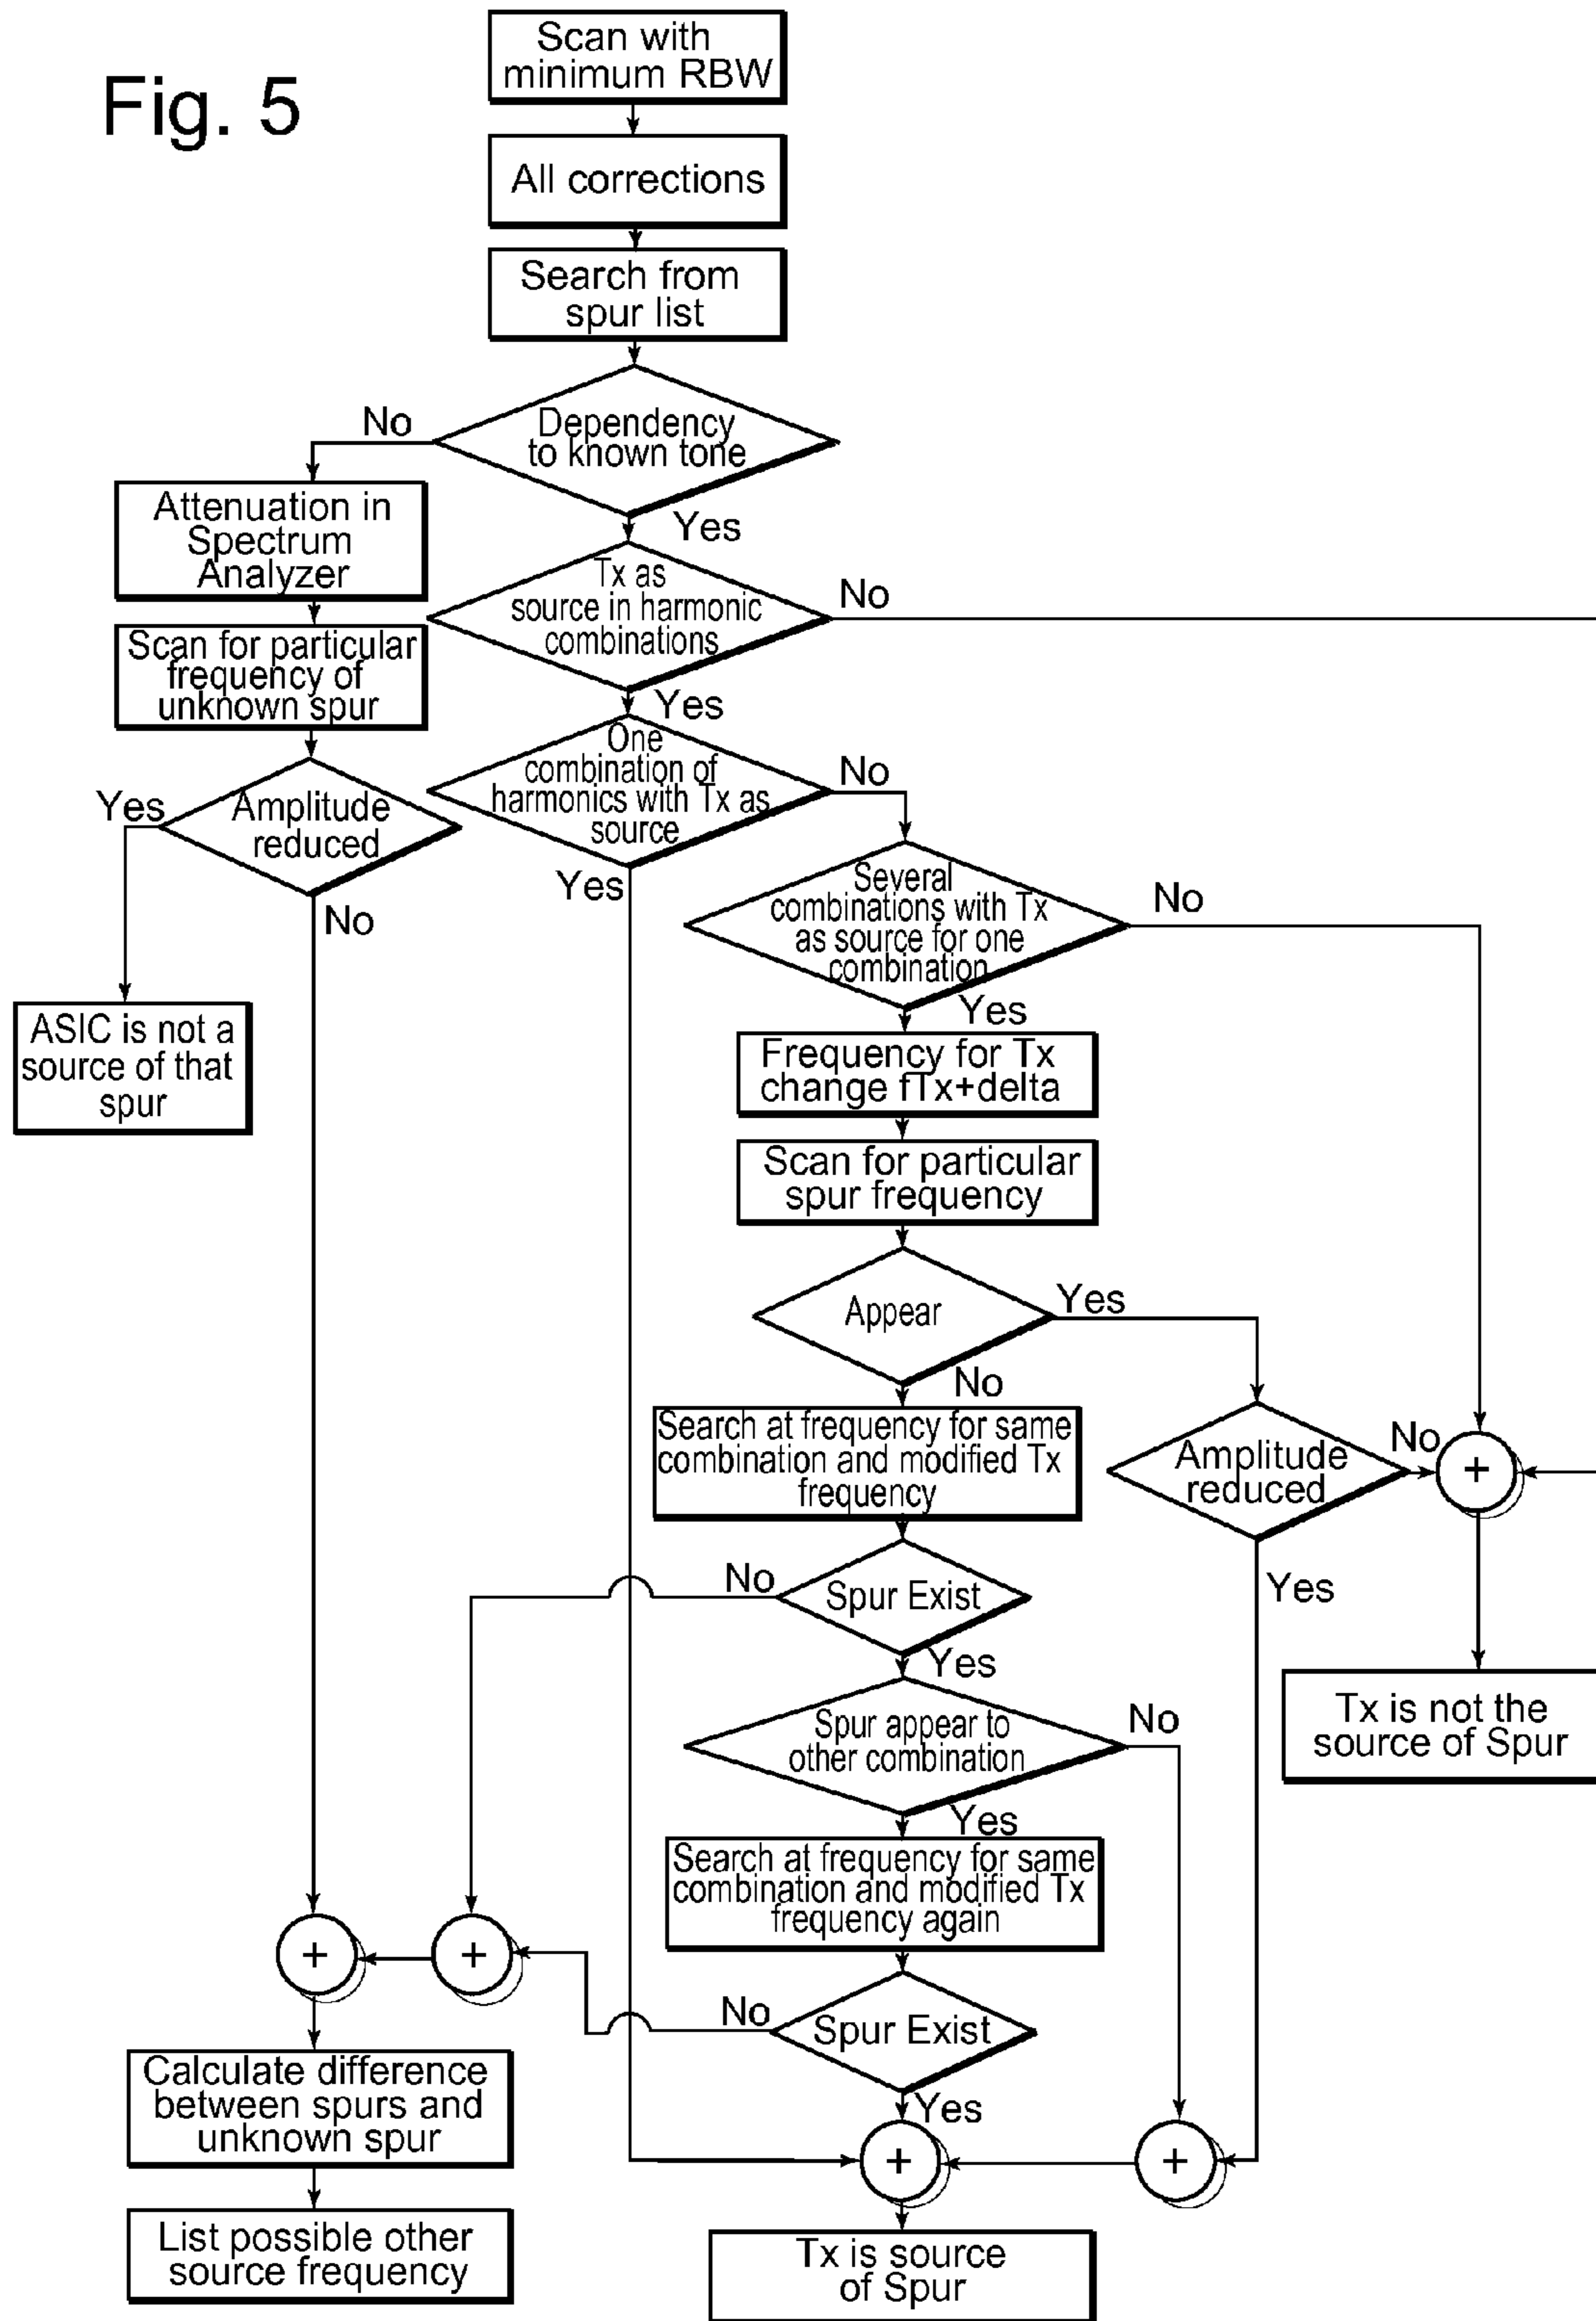 Fig. 5
Scan with
minimum RBW
All corrections
Search from
spur list
Dependency
to known tone
No
Yes
Attenuation in
Spectrum
Analyzer
Tx as
source in harmonic
combinations
No
Yes
Scan for particular
frequency of
unknown spur
One
combination of
harmonics with Tx as
source
No
Yes
Amplitude
reduced
Yes
No
ASIC is not a
source of that
spur
Several
combinations with Tx
as source for one
combination
No
Yes
Frequency for Tx
change fTx+delta
Scan for particular
spur frequency
Appear
Yes
No
Search at frequency for same
combination and modified Tx
frequency
Amplitude
reduced
No
+
Yes
Spur Exist
No
Yes
Tx is not the
source of Spur
Spur appear to
other combination
No
Yes
Search at frequency for same
combination and modified Tx
frequency again
+
+
Spur Exist
No
Yes
Calculate difference
between spurs and
unknown spur
+
+
List possible other
source frequency
Tx is source
of Spur